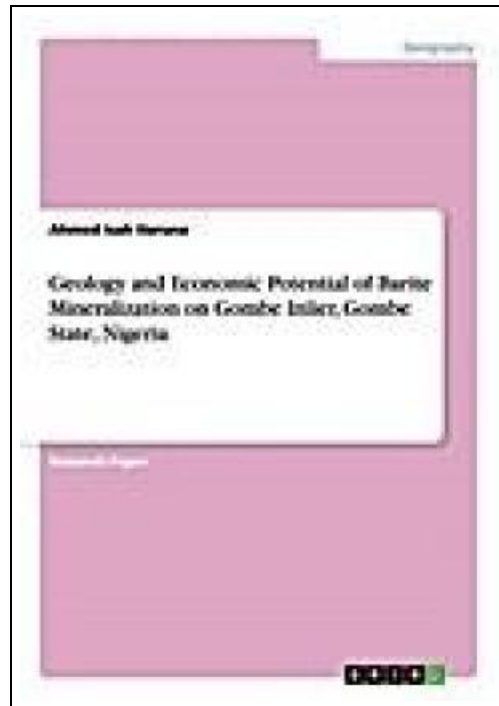 Geography
Ahmed Isah Haruna
Geology and Economic Potential of Barite
Mineralization on Gombe Inlier, Gombe
State, Nigeria
Research Paper